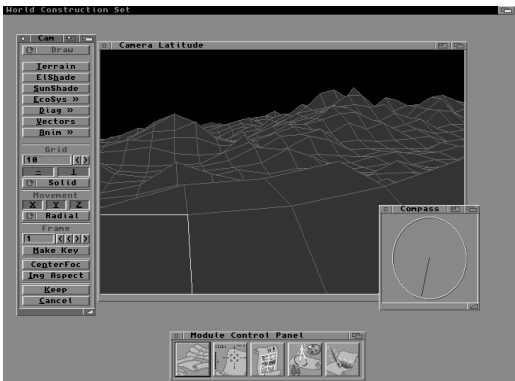 World Construction Set
Cam
Draw
Terrain
ElShade
SunShade
EcoSys »
Diag »
Vectors
Anim »
Grid
10
Solid
Movement
X Y Z
Radial
Frame
1
Make Key
CenterFoc
Img Aspect
Keep
Cancel
Camera Latitude
Compass
Module Control Panel